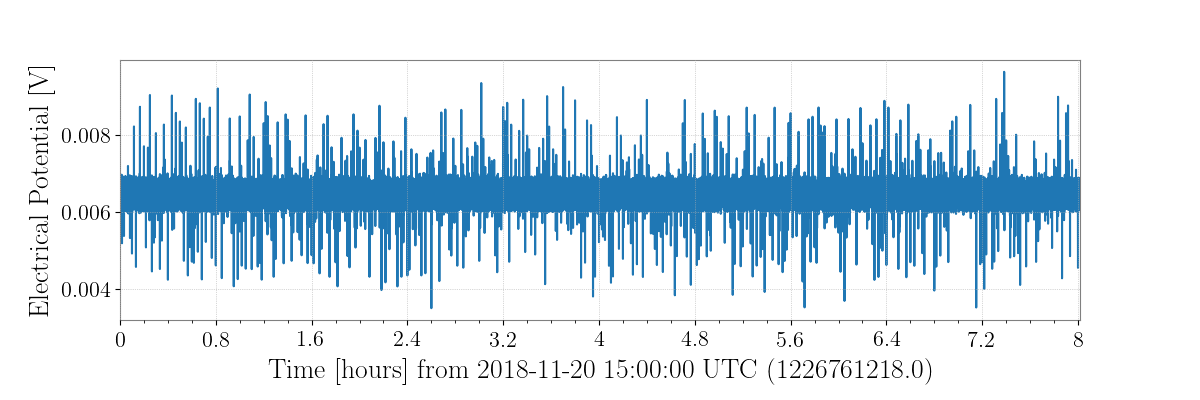 Electrical Potential [V]
0.008
0.006
0.004
0 0.8 1.6 2.4 3.2 4 4.8 5.6 6.4 7.2 8
Time [hours] from 2018-11-20 15:00:00 UTC (1226761218.0)